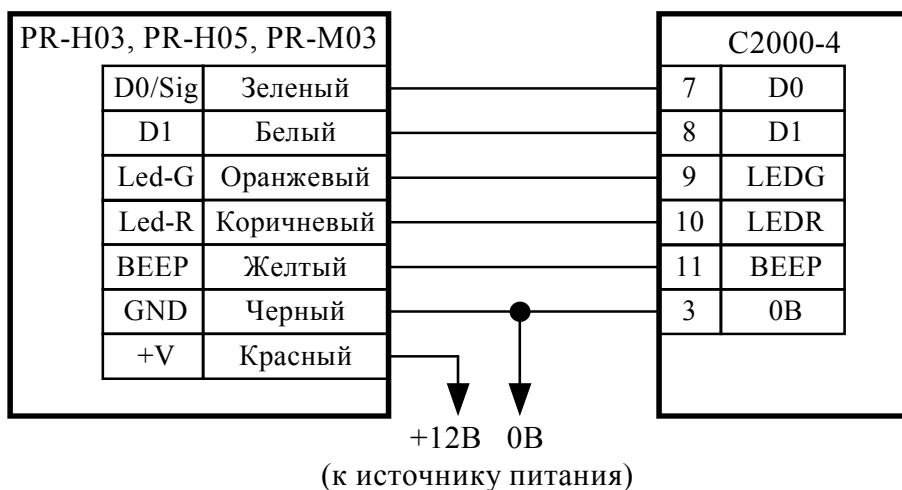 PR-H03, PR-H05, PR-M03
C2000-4
D0/Sig Зеленый 7 D0
D1 Белый 8 D1
Led-G Оранжевый 9 LEDG
Led-R Коричневый 10 LEDR
BEEP Желтый 11 BEEP
GND Черный 3 0В
+V Красный
+12В 0В
(к источнику питания)